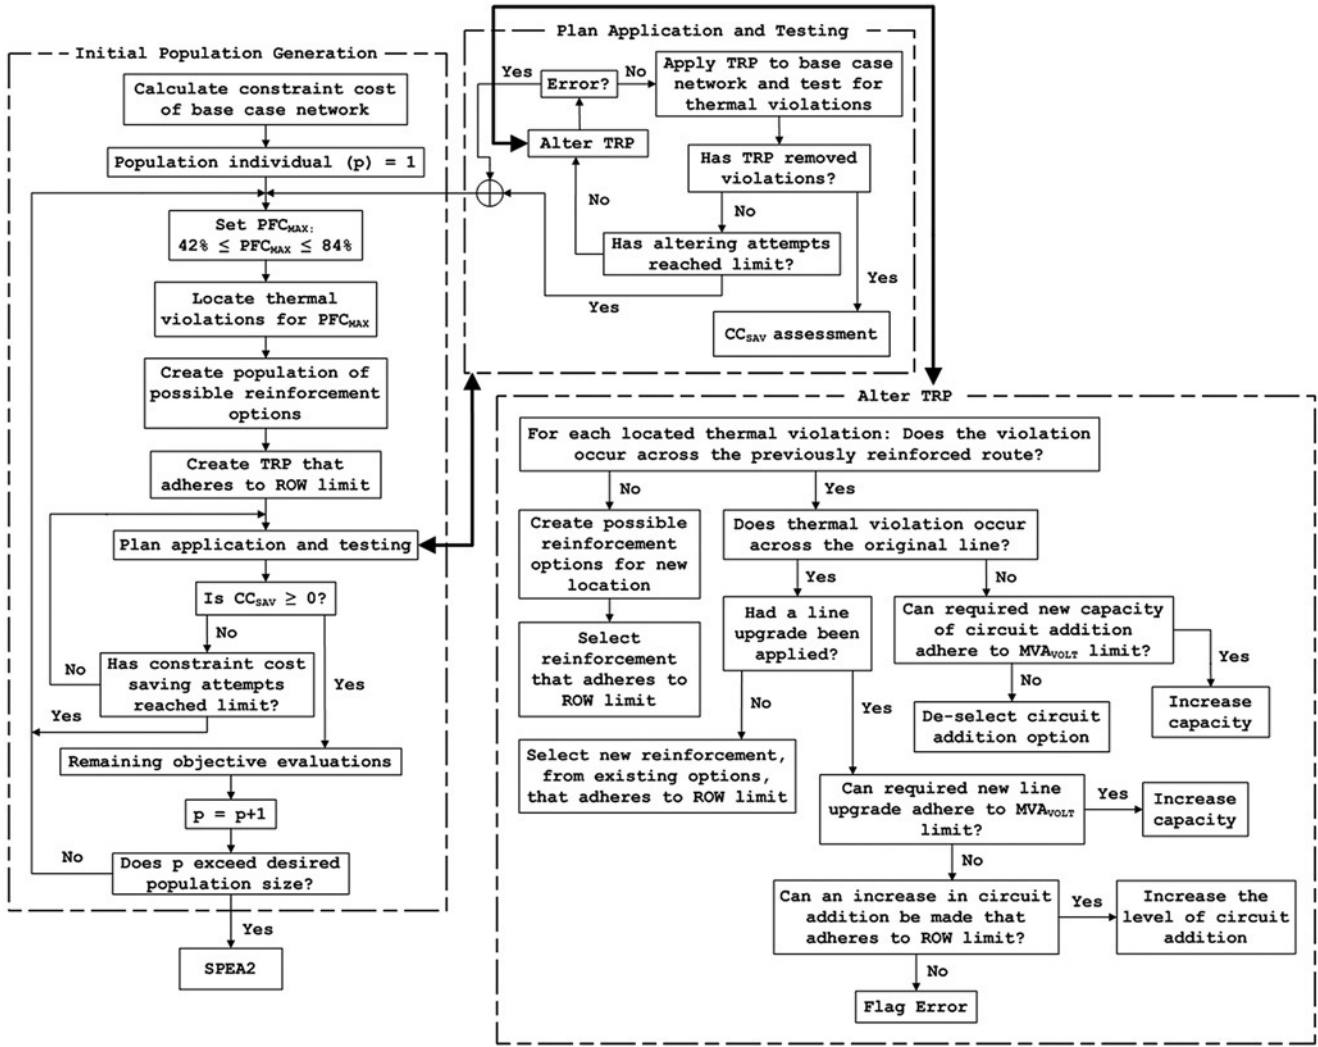 Initial Population Generation
Calculate constraint cost
of base case network
Population individual (p) = 1
Set PFCMAX:
42% ≤ PFCMAX ≤ 84%
Locate thermal
violations for PFCMAX
Create population of
possible reinforcement
options
Create TRP that
adheres to ROW limit
Plan application and testing
Is CCSAV ≥ 0?
No
Yes
Has constraint cost
saving attempts
reached limit?
No
Yes
Remaining objective evaluations
p = p+1
Does p exceed desired
population size?
No
Yes
SPEA2
Plan Application and Testing
Yes
Error?
No
Apply TRP to base case
network and test for
thermal violations
Alter TRP
Has TRP removed
violations?
No
No
Yes
Has altering attempts
reached limit?
Yes
CCSAV assessment
Alter TRP
For each located thermal violation: Does the violation
occur across the previously reinforced route?
No
Yes
Create possible
reinforcement
options for new
location
Select
reinforcement
that adheres to
ROW limit
Does thermal violation occur
across the original line?
Yes
No
Had a line
upgrade been
applied?
No
Yes
Can required new capacity
of circuit addition
adhere to MVAVOLT limit?
No
Yes
De-select circuit
addition option
Increase
capacity
Select new reinforcement,
from existing options,
that adheres to ROW limit
Can required new line
upgrade adhere to MVAVOLT
limit?
Yes
Increase
capacity
No
Can an increase in circuit
addition be made that
adheres to ROW limit?
Yes
Increase the
level of circuit
addition
No
Flag Error